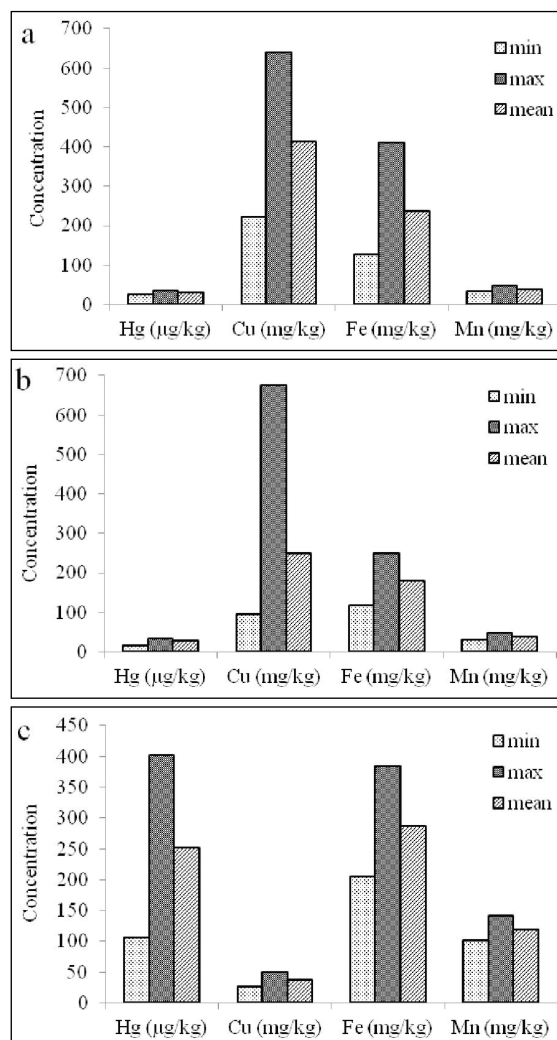 a
700
600
500
400
300
200
100
0
Concentration
min
max
mean
Hg (µg/kg) Cu (mg/kg) Fe (mg/kg) Mn (mg/kg)
b
700
600
500
400
300
200
100
0
Concentration
min
max
mean
Hg (µg/kg) Cu (mg/kg) Fe (mg/kg) Mn (mg/kg)
c
450
400
350
300
250
200
150
100
50
0
Concentration
min
max
mean
Hg (µg/kg) Cu (mg/kg) Fe (mg/kg) Mn (mg/kg)